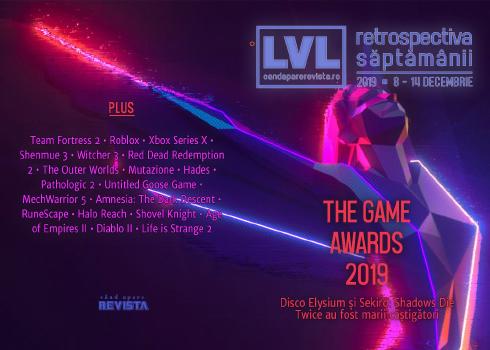 LVL
candaparerevista.ro
retrospectiva
săptămânii
2019 ■ 8 - 14 DECEMBRIE
PLUS
Team Fortress 2 • Roblox • Xbox Series X •
Shenmue 3 • Witcher 3 • Red Dead Redemption
2 • The Outer Worlds • Mutazione • Hades •
Pathologic 2 • Untitled Goose Game •
MechWarrior 5 • Amnesia: The Dark Descent •
RuneScape • Halo Reach • Shovel Knight • Age
of Empires II • Diablo II • Life is Strange 2
THE GAME
AWARDS
2019
Disco Elysium și Sekiro: Shadows Die
Twice au fost marii câștigători
când apare
REVISTA